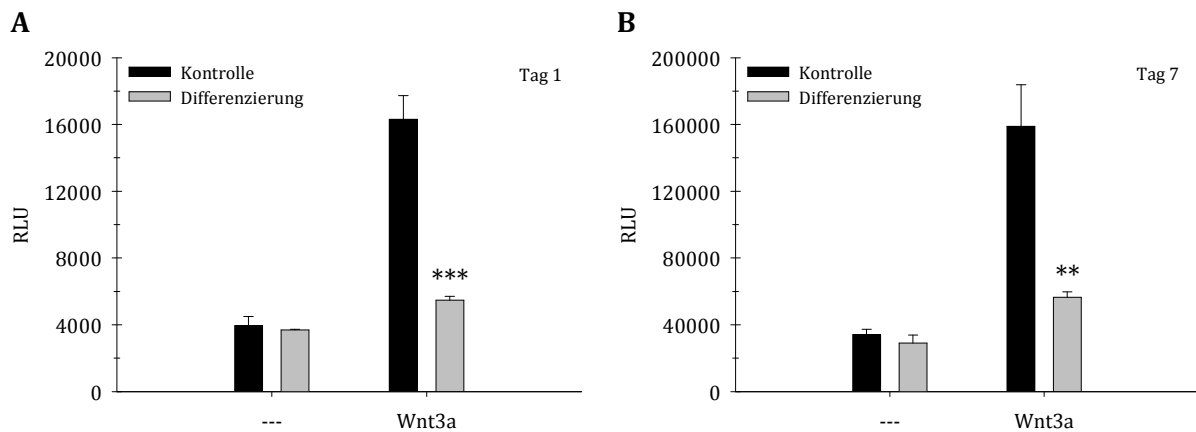 A
20000
16000
12000
8000
4000
0
RLU
Kontrolle
Differenzierung
Tag 1
***
---
Wnt3a
B
200000
160000
120000
80000
40000
0
RLU
Kontrolle
Differenzierung
Tag 7
**
---
Wnt3a